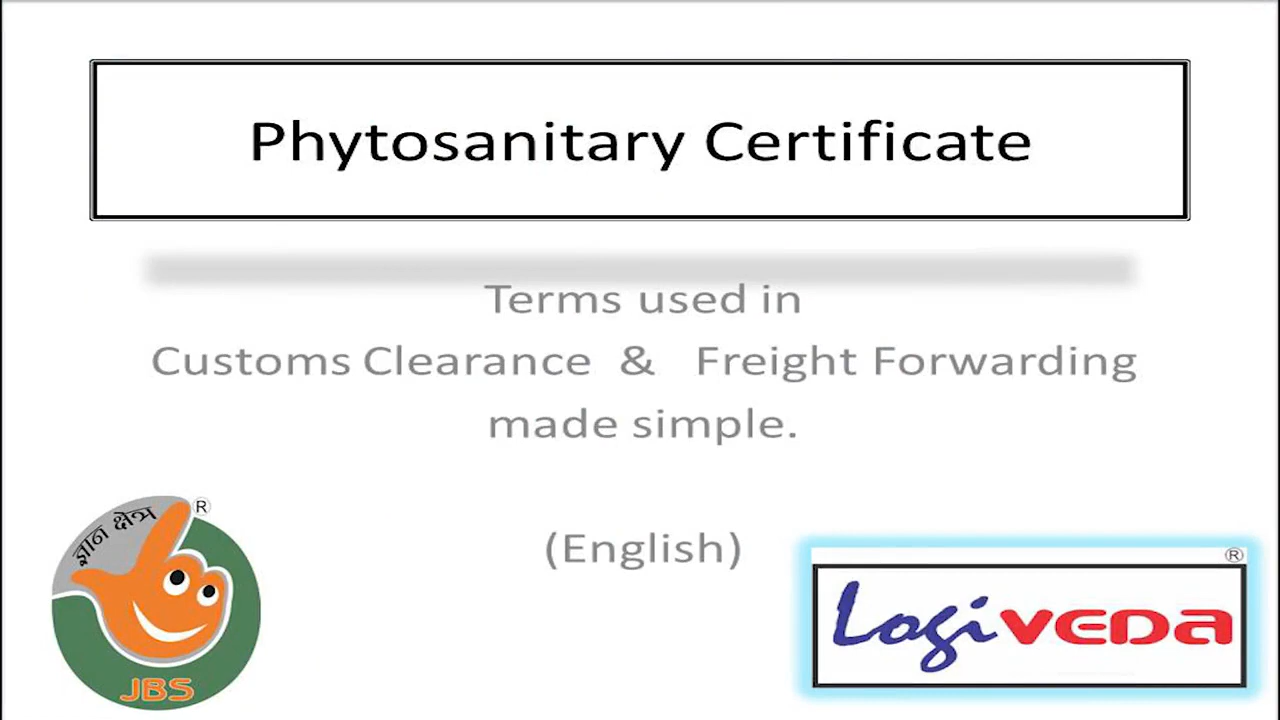 Phytosanitary Certificate
Terms used in
Customs Clearance & Freight Forwarding
made simple.
(English)
ज्ञान क्षेत्र
®
JBS
®
LogiVEDA